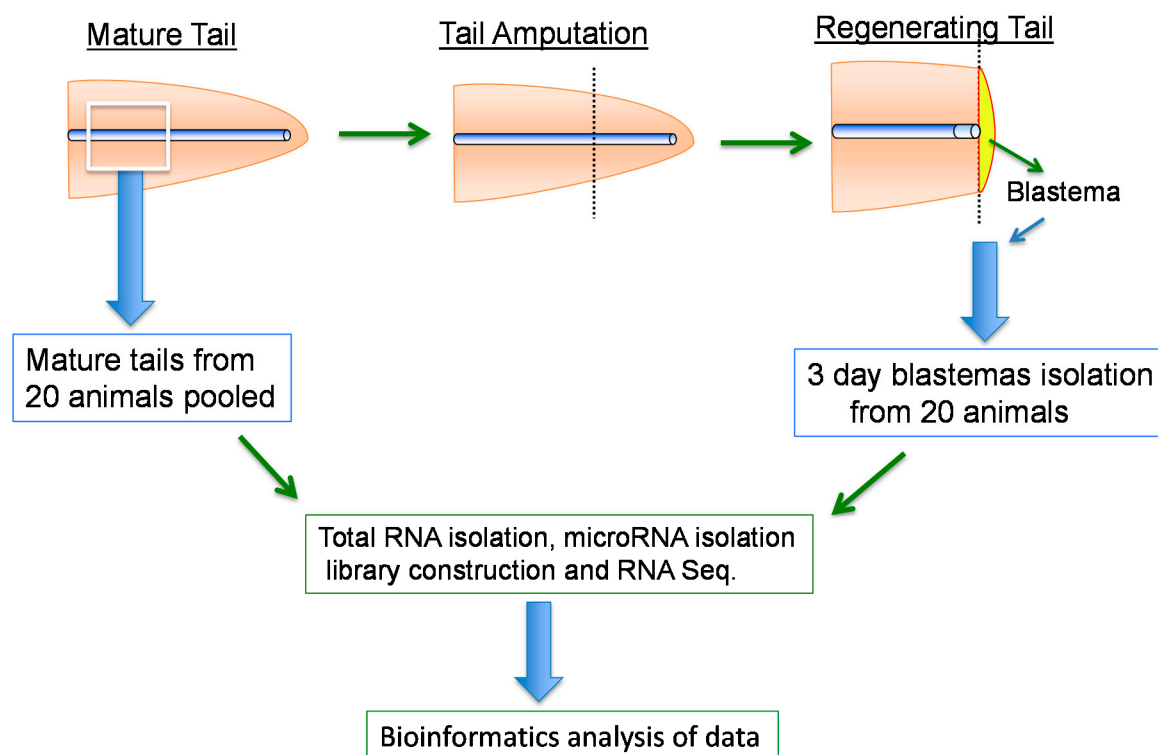 Mature Tail
Tail Amputation
Regenerating Tail
Blastema
Mature tails from
20 animals pooled
3 day blastemas isolation
from 20 animals
Total RNA isolation, microRNA isolation
library construction and RNA Seq.
Bioinformatics analysis of data